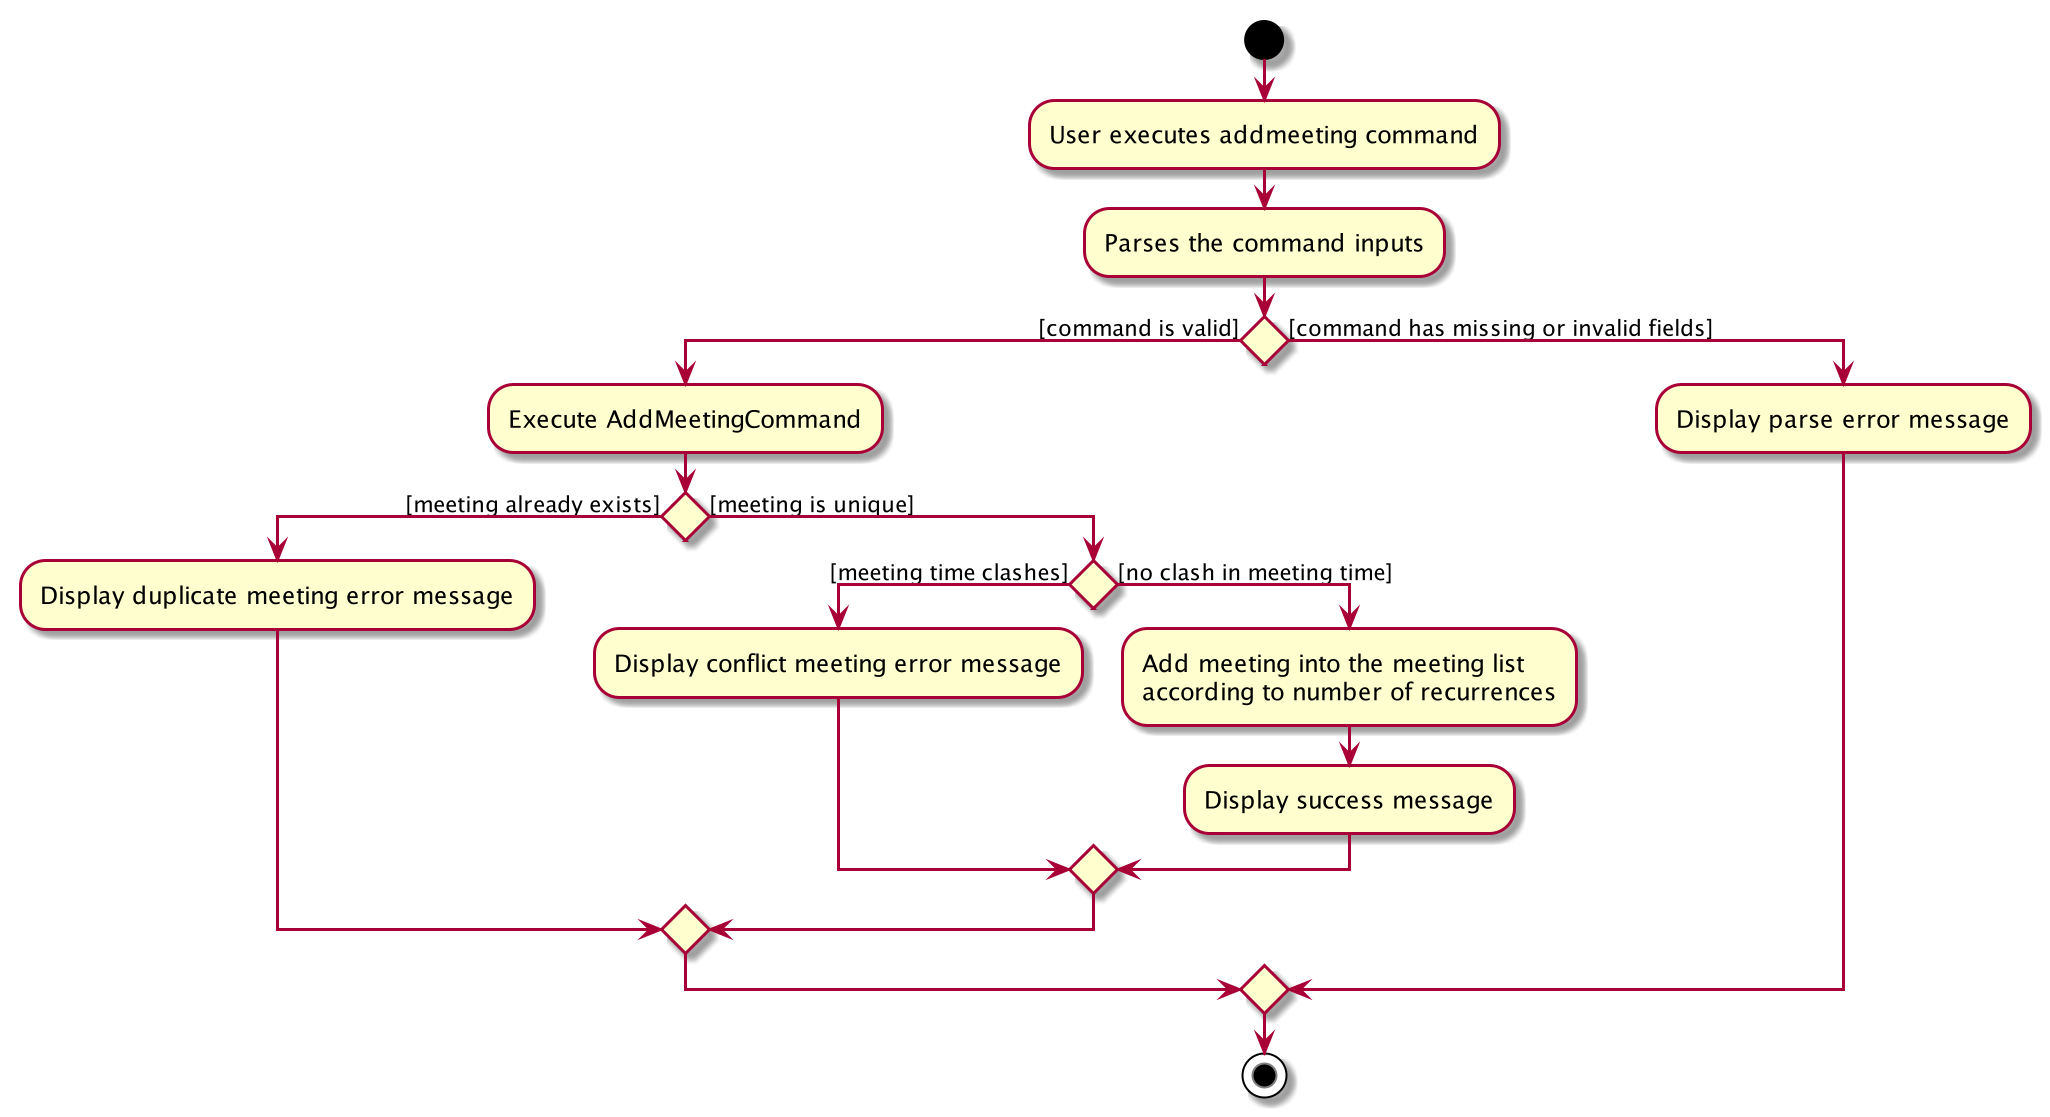 User executes addmeeting command
Parses the command inputs
[command is valid]
[command has missing or invalid fields]
Execute AddMeetingCommand
Display parse error message
[meeting already exists]
[meeting is unique]
Display duplicate meeting error message
[meeting time clashes]
[no clash in meeting time]
Display conflict meeting error message
Add meeting into the meeting list
according to number of recurrences
Display success message